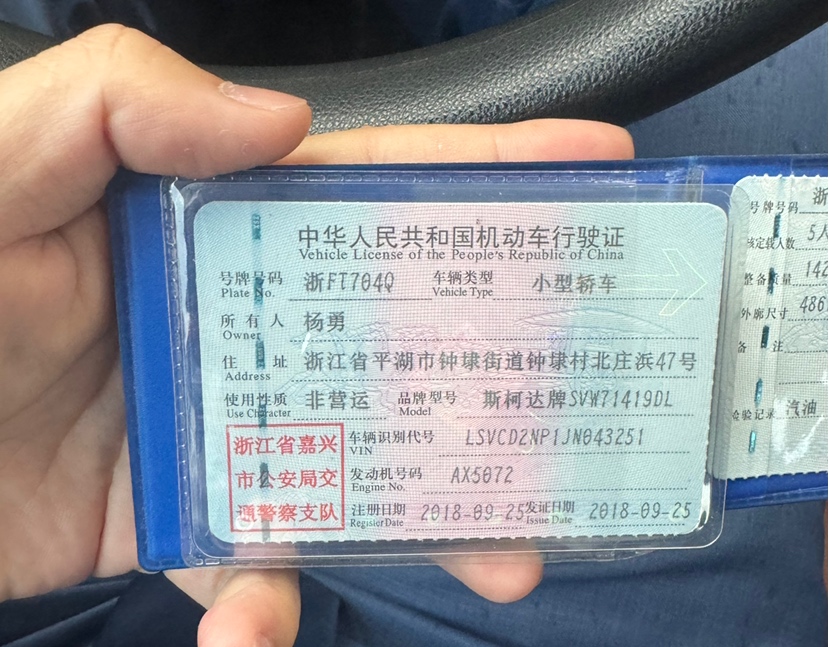 中华人民共和国机动车行驶证
Vehicle License of the People's Republic of China
号牌号码 浙FT704Q 车辆类型 小型轿车
Plate No. Vehicle Type
所有人 杨勇
Owner
住址 浙江省平湖市钟埭街道钟埭村北庄浜47号
Address
使用性质 非营运 品牌型号 斯柯达牌SVW71419DL
Use Character Model
浙江省嘉兴
市公安局交
通警察支队
车辆识别代号 LSVCD2NP1JN043251
VIN
发动机号码 AX5072
Engine No.
注册日期 2018-09-25 发证日期 2018-09-25
Register Date Issue Date
号牌号码 浙
核定载人数 5人
整备质量 142
外廓尺寸 486
备注
检验记录 汽油